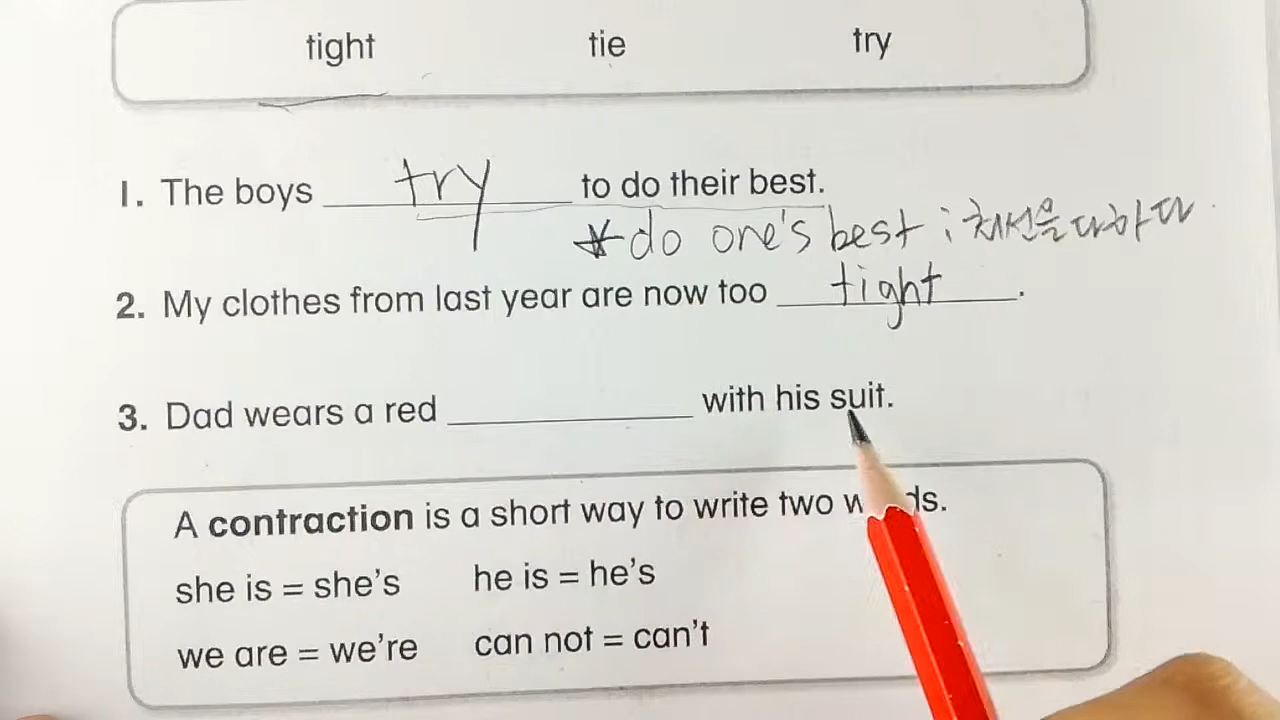 tight tie try
1. The boys try to do their best.
*do one's best ; 최선을 다하다.
2. My clothes from last year are now too tight.
3. Dad wears a red ___ with his suit.
A contraction is a short way to write two
she is = she's he is = he's
we are = we're can not = can't